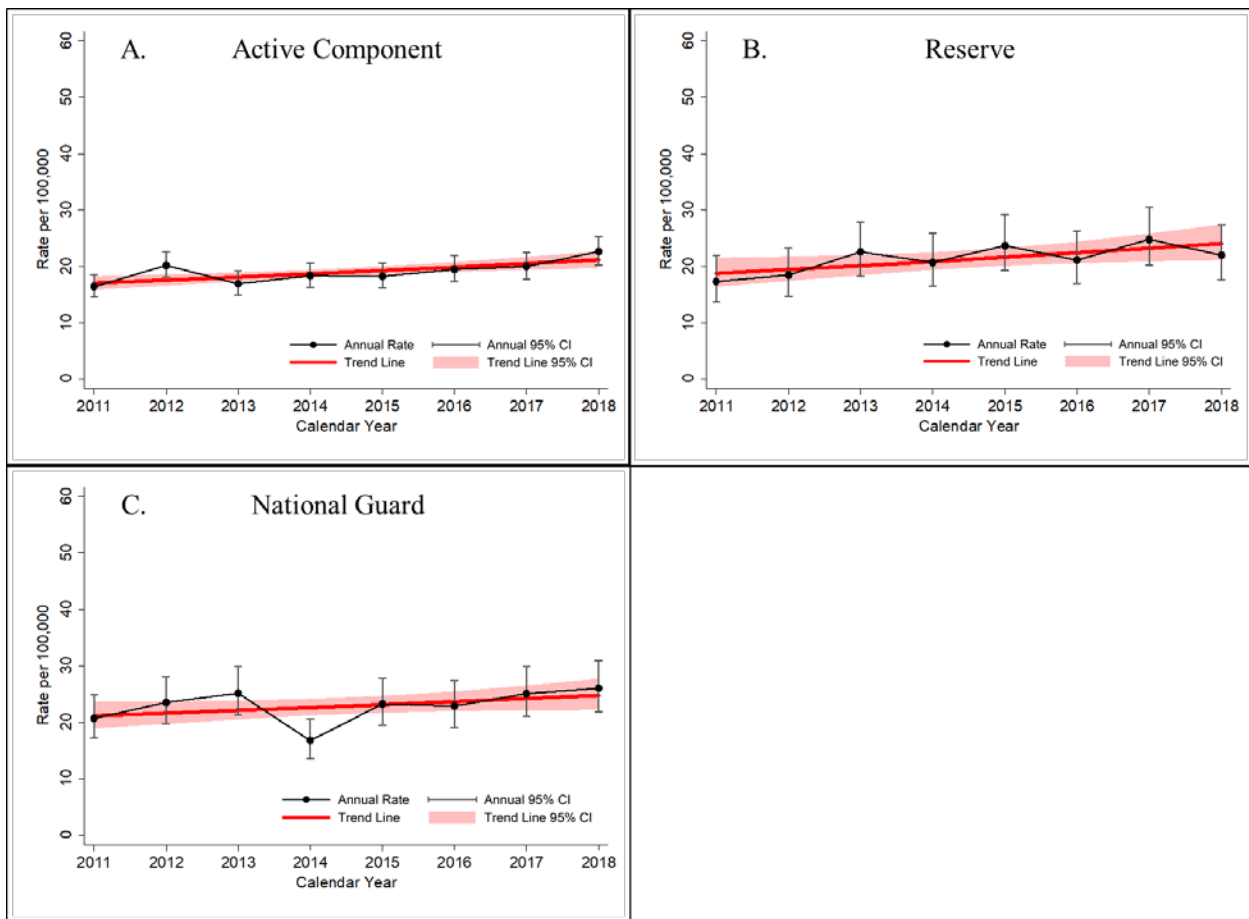 A. Active Component
60
50
40
30
20
10
0
Rate per 100,000
Annual Rate Annual 95% CI
Trend Line Trend Line 95% CI
2011 2012 2013 2014 2015 2016 2017 2018
Calendar Year
B. Reserve
60
50
40
30
20
10
0
Rate per 100,000
Annual Rate Annual 95% CI
Trend Line Trend Line 95% CI
2011 2012 2013 2014 2015 2016 2017 2018
Calendar Year
C. National Guard
60
50
40
30
20
10
0
Rate per 100,000
Annual Rate Annual 95% CI
Trend Line Trend Line 95% CI
2011 2012 2013 2014 2015 2016 2017 2018
Calendar Year